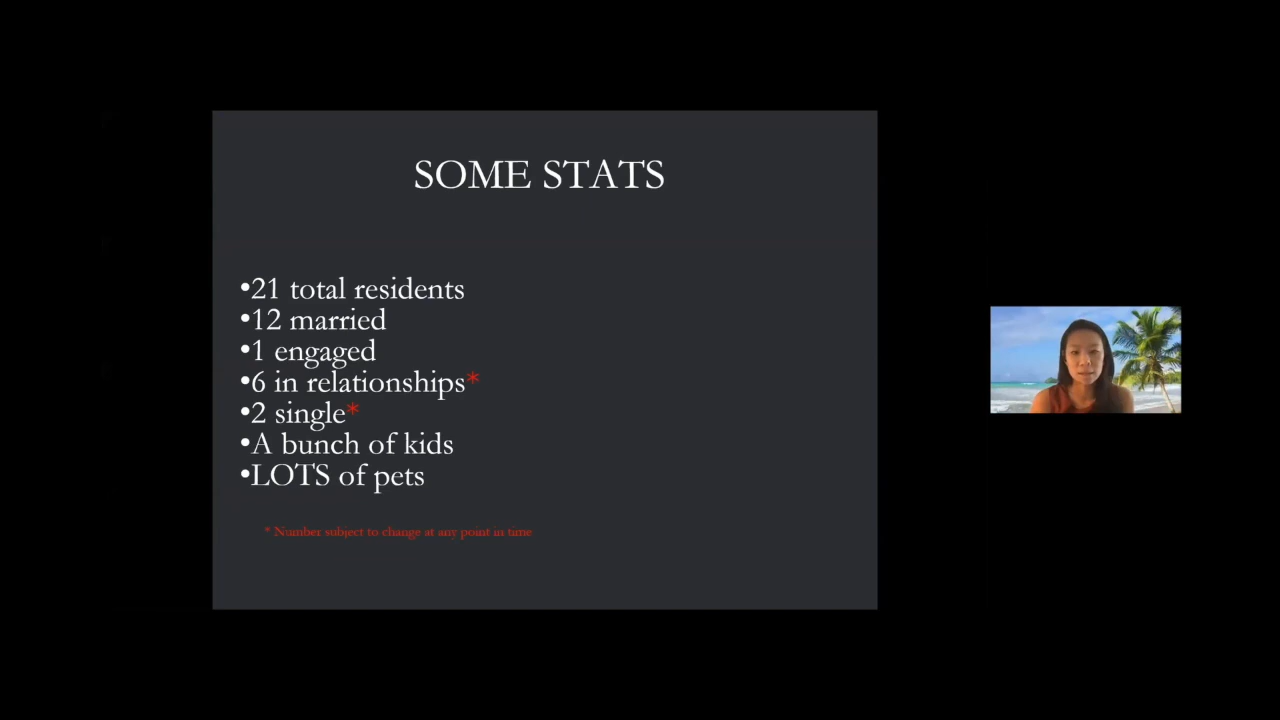 SOME STATS
•21 total residents
•12 married
•1 engaged
•6 in relationships*
•2 single*
•A bunch of kids
•LOTS of pets
* Number subject to change at any point in time